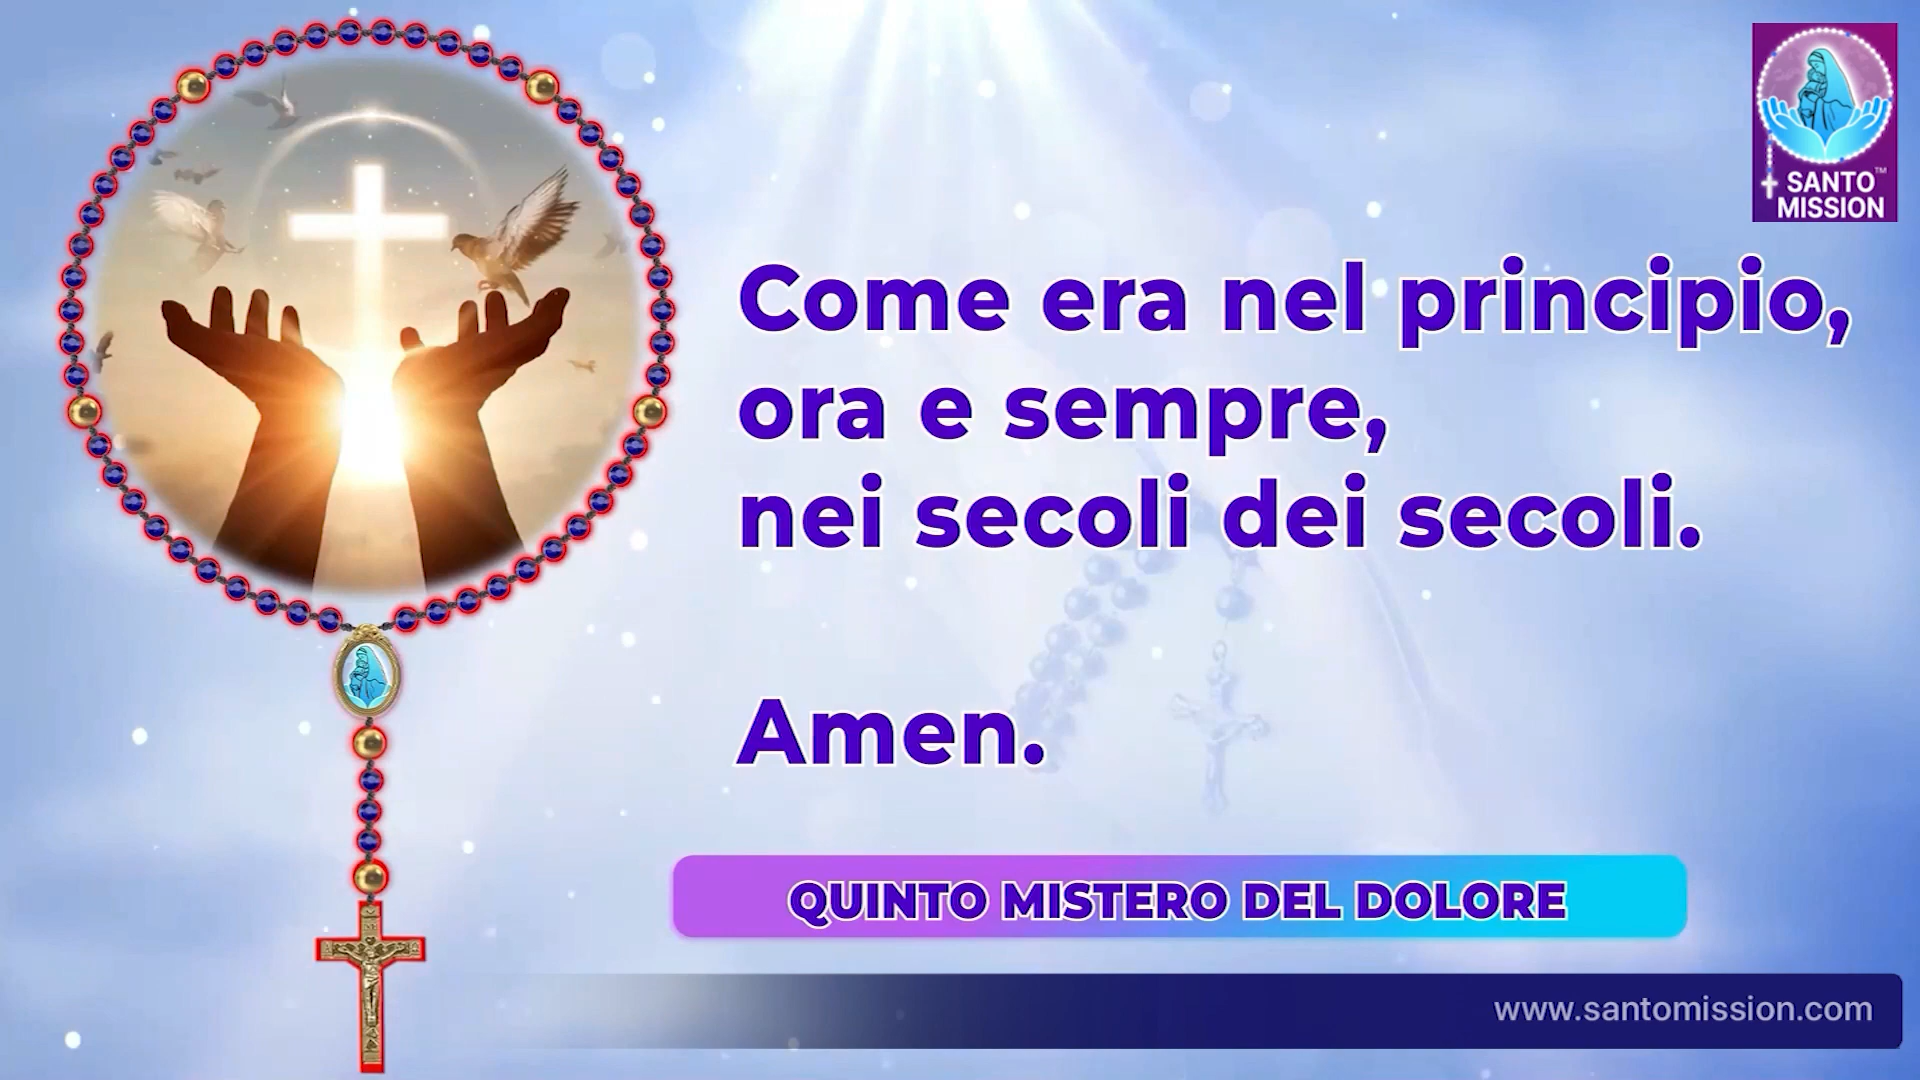 SANTO™
MISSION
Come era nel principio,
ora e sempre,
nei secoli dei secoli.
Amen.
QUINTO MISTERO DEL DOLORE
www.santomission.com